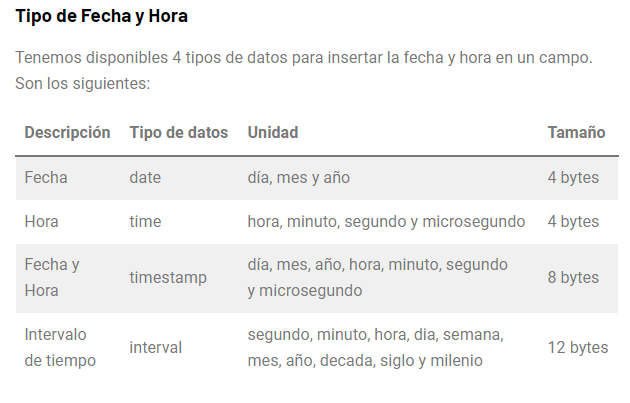 Tipo de Fecha y Hora
Tenemos disponibles 4 tipos de datos para insertar la fecha y hora en un campo.
Son los siguientes:
Descripción Tipo de datos Unidad Tamaño
Fecha date día, mes y año 4 bytes
Hora time hora, minuto, segundo y microsegundo 4 bytes
Fecha y Hora timestamp día, mes, año, hora, minuto, segundo y microsegundo 8 bytes
Intervalo de tiempo interval segundo, minuto, hora, dia, semana, mes, año, decada, siglo y milenio 12 bytes